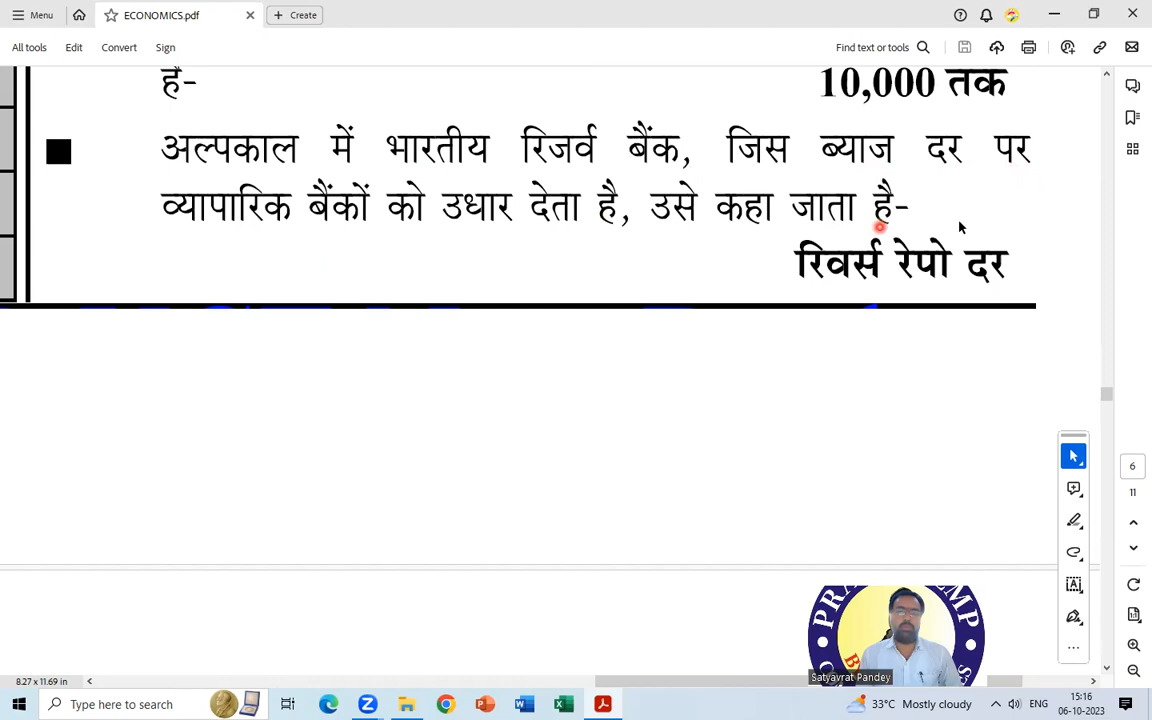 Menu
ECONOMICS.pdf
Create
All tools Edit Convert Sign
Find text or tools
है-
10,000 तक
अल्पकाल में भारतीय रिजर्व बैंक, जिस ब्याज दर पर
व्यापारिक बैंकों को उधार देता है, उसे कहा जाता है-
रिवर्स रेपो दर
6
11
Satyavrat Pandey
8.27 x 11.69 in
Type here to search
33°C Mostly cloudy
ENG
15:16
06-10-2023